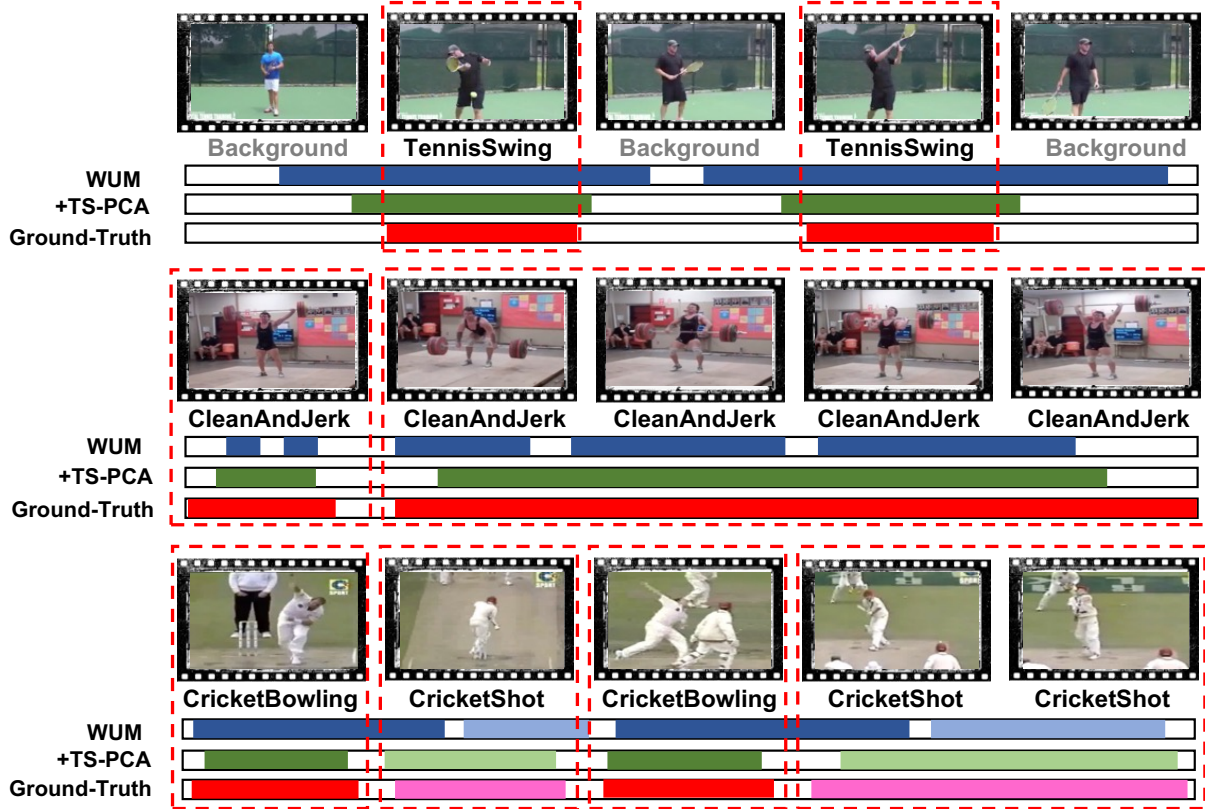 Background TennisSwing Background TennisSwing Background
WUM
+TS-PCA
Ground-Truth
CleanAndJerk CleanAndJerk CleanAndJerk CleanAndJerk CleanAndJerk
WUM
+TS-PCA
Ground-Truth
SPORT
CricketBowling CricketShot CricketBowling CricketShot CricketShot
WUM
+TS-PCA
Ground-Truth